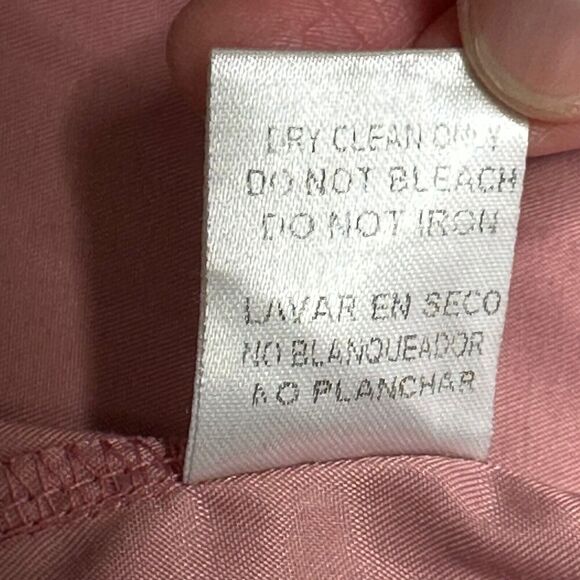 DRY CLEAN ONLY
DO NOT BLEACH
DO NOT IRON
LAVAR EN SECO
NO BLANQUEADOR
NO PLANCHAR